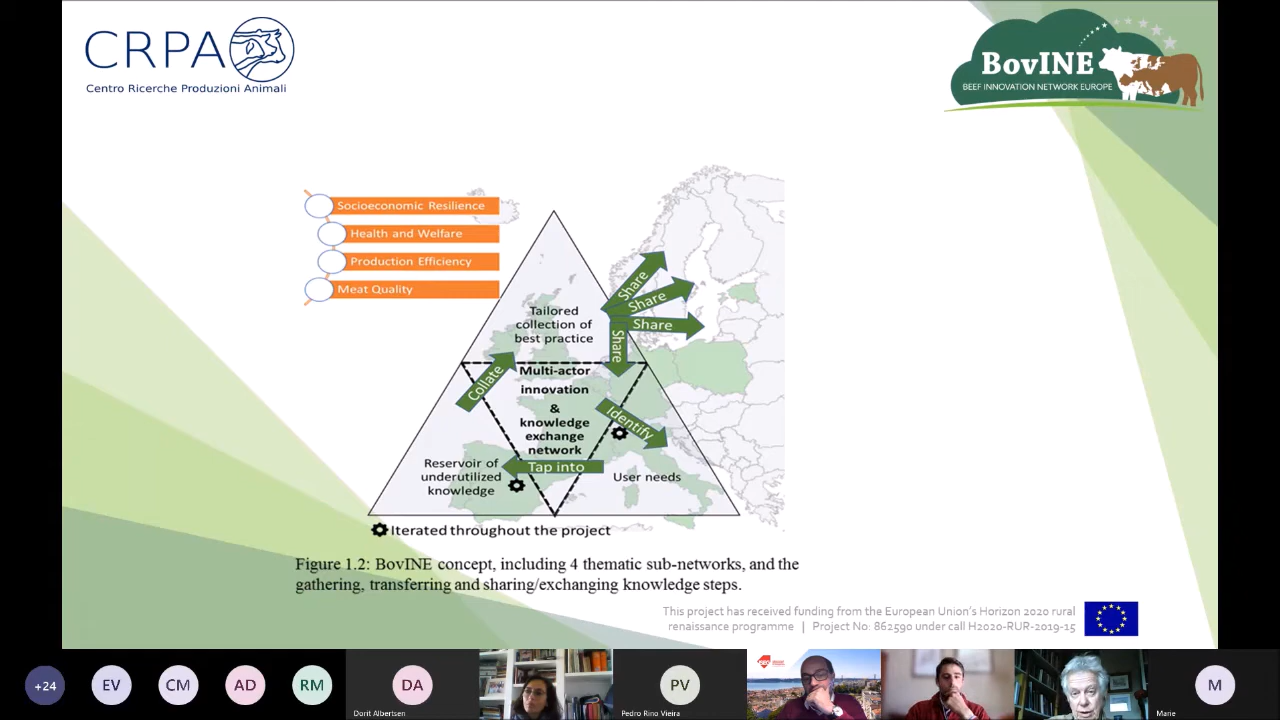 CRPA
Centro Ricerche Produzioni Animali
BovINE
BEEF INNOVATION NETWORK EUROPE
Socioeconomic Resilience
Health and Welfare
Production Efficiency
Meat Quality
Tailored
collection of
best practice
Share
Share
Share
Share
Collate
Multi-actor
innovation
&
knowledge
exchange
network
Identify
Tap into
Reservoir of
underutilized
knowledge
User needs
Iterated throughout the project
Figure 1.2: BovINE concept, including 4 thematic sub-networks, and the
gathering, transferring and sharing/exchanging knowledge steps.
This project has received funding from the European Union's Horizon 2020 rural
renaissance programme | Project No: 862590 under call H2020-RUR-2019-15
+24
EV
CM
AD
RM
DA
Dorit Albertsen
PV
Pedro Rino Vieira
M
Marie